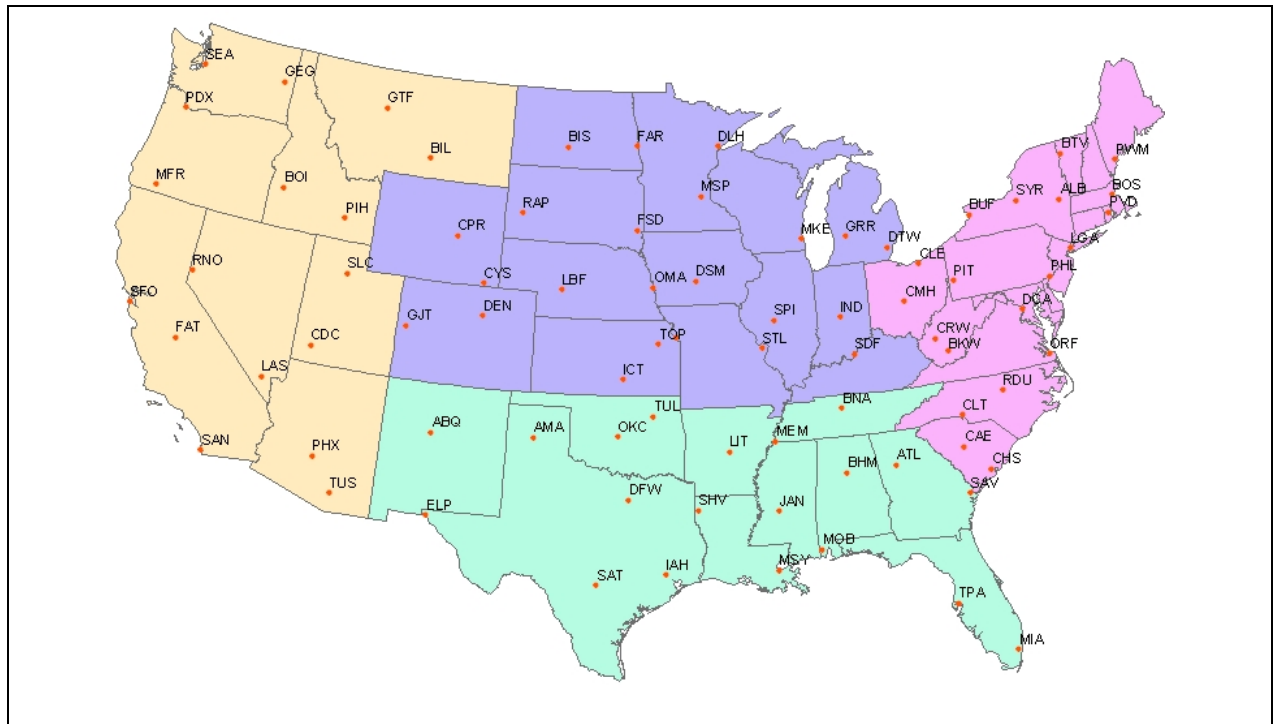 SEA
GEG
PDX
GTF
BIS
FAR
DLH
BTV
PWM
BIL
MFR
BOI
PIH
MSP
SYR
ALB
BOS
BUF
PVD
RAP
CPR
FSD
MKE
GRR
DTW
LGA
RNO
SLC
CLE
PIT
PHL
CYS
LBF
OMA
DSM
SFO
CMH
DCA
FAT
CDC
GJT
DEN
SPI
IND
CRW
BKW
ORF
TOP
STL
SDF
LAS
ICT
RDU
BNA
CLT
TUL
ABQ
AMA
OKC
MEM
SAN
PHX
LIT
BHM
ATL
CAE
CHS
TUS
DFW
SHV
SAV
ELP
JAN
MOB
MSY
SAT
IAH
TPA
MIA